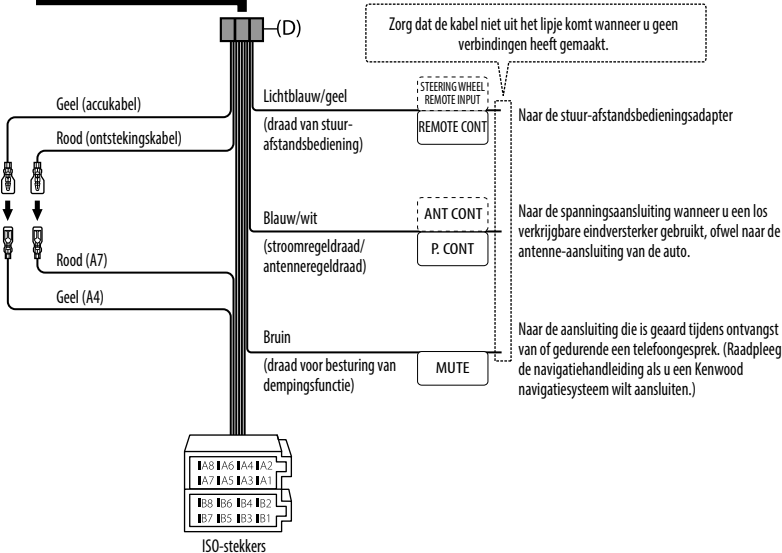 (D)
Zorg dat de kabel niet uit het lipje komt wanneer u geen
verbindingen heeft gemaakt.
Geel (accukabel)
Rood (ontstekingskabel)
Lichtblauw/geel
(draad van stuur-
afstandsbediening)
STEERING WHEEL
REMOTE INPUT
REMOTE CONT
Naar de stuur-afstandsbedieningsadapter
Blauw/wit
(stroomregeldraad/
antenneregeldraad)
ANT CONT
P. CONT
Naar de spanningsaansluiting wanneer u een los
verkrijgbare eindversterker gebruikt, ofwel naar de
antenne-aansluiting van de auto.
Rood (A7)
Geel (A4)
Bruin
(draad voor besturing van
dempingsfunctie)
MUTE
Naar de aansluiting die is geaard tijdens ontvangst
van of gedurende een telefoongesprek. (Raadpleeg
de navigatiehandleiding als u een Kenwood
navigatiesysteem wilt aansluiten.)
A8 A6 A4 A2
A7 A5 A3 A1
B8 B6 B4 B2
B7 B5 B3 B1
ISO-stekkers